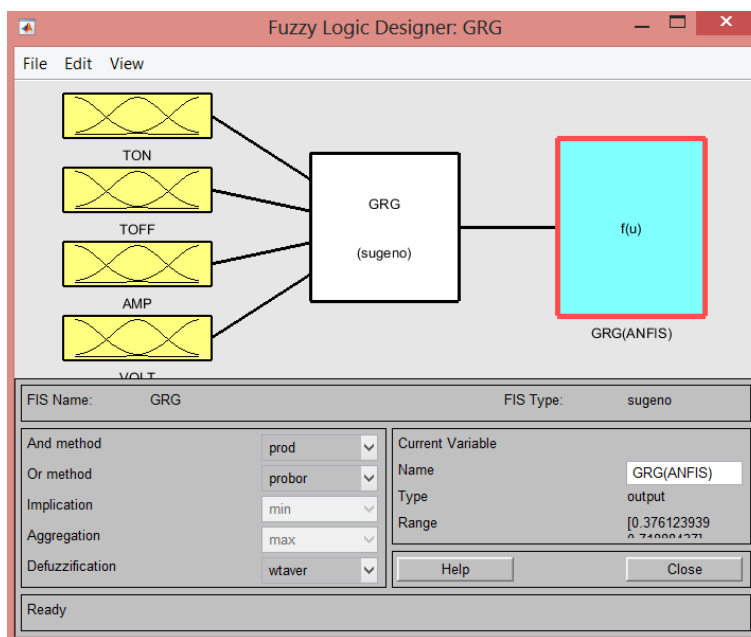 Fuzzy Logic Designer: GRG
File Edit View
TON
TOFF
AMP
VOLT
GRG
(sugeno)
f(u)
GRG(ANFIS)
FIS Name: GRG FIS Type: sugeno
And method prod
Or method probor
Implication min
Aggregation max
Defuzzification wtaver
Current Variable
Name GRG(ANFIS)
Type output
Range [0.376123939
Help Close
Ready